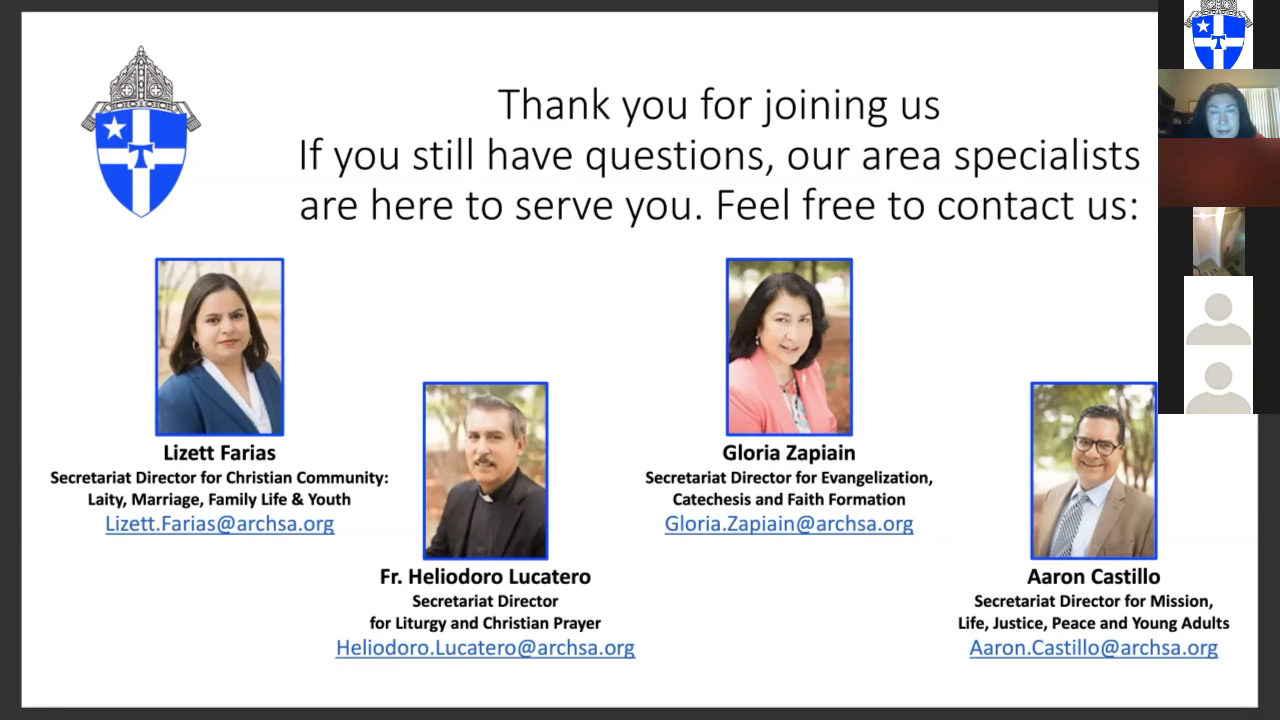 Thank you for joining us
If you still have questions, our area specialists
are here to serve you. Feel free to contact us:
Lizett Farias
Secretariat Director for Christian Community:
Laity, Marriage, Family Life & Youth
Lizett.Farias@archsa.org
Gloria Zapiain
Secretariat Director for Evangelization,
Catechesis and Faith Formation
Gloria.Zapiain@archsa.org
Fr. Heliodoro Lucatero
Secretariat Director
for Liturgy and Christian Prayer
Heliodoro.Lucatero@archsa.org
Aaron Castillo
Secretariat Director for Mission,
Life, Justice, Peace and Young Adults
Aaron.Castillo@archsa.org